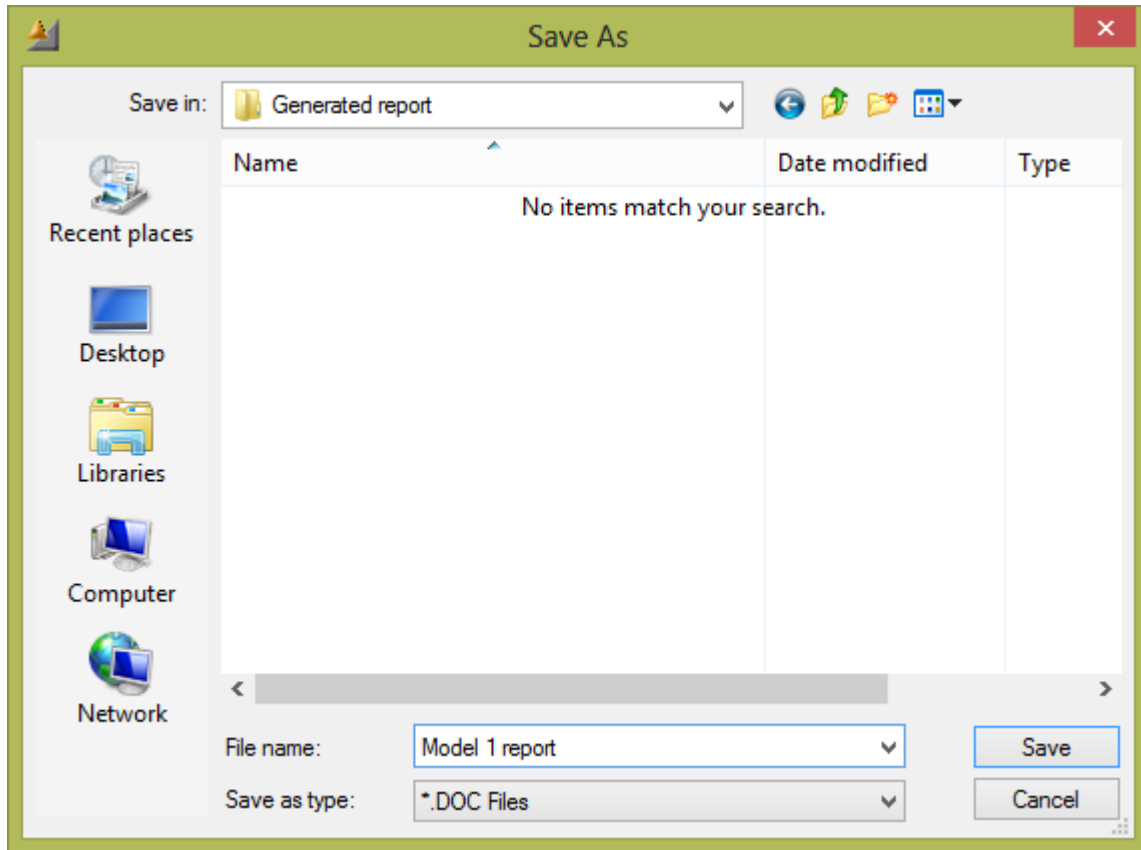 Save As
Save in: Generated report
Name Date modified Type
No items match your search.
Recent places
Desktop
Libraries
Computer
Network
File name: Model 1 report Save
Save as type: *.DOC Files Cancel